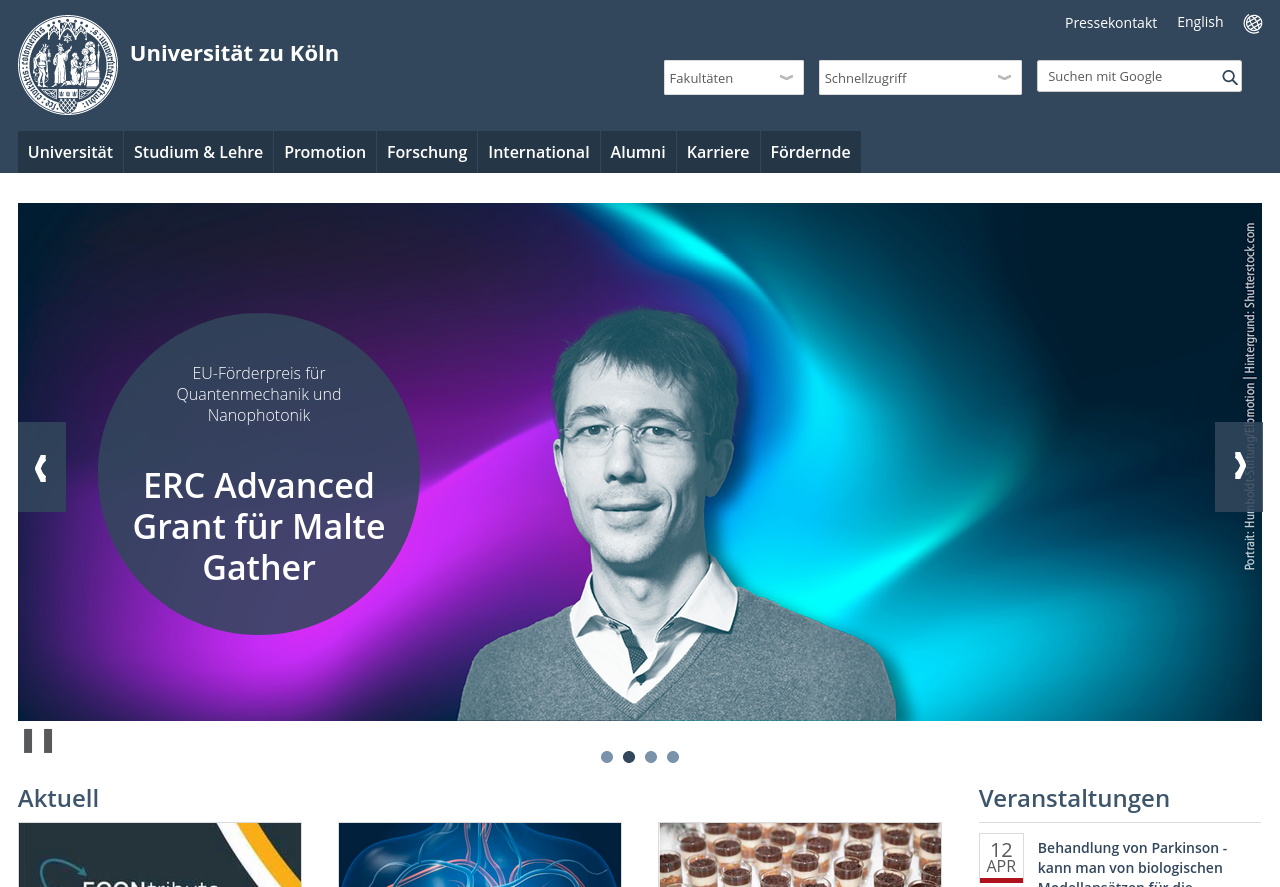 Pressekontakt
English
Universität zu Köln
Fakultäten
Schnellzugriff
Suchen mit Google
Universität
Studium & Lehre
Promotion
Forschung
International
Alumni
Karriere
Fördernde
EU-Förderpreis für
Quantenmechanik und
Nanophotonik
ERC Advanced
Grant für Malte
Gather
Portrait: Humboldt-Stiftung/Elbmotion | Hintergrund: Shutterstock.com
Aktuell
Veranstaltungen
12
APR
Behandlung von Parkinson -
kann man von biologischen
Modellansätzen für die
ECONtribute